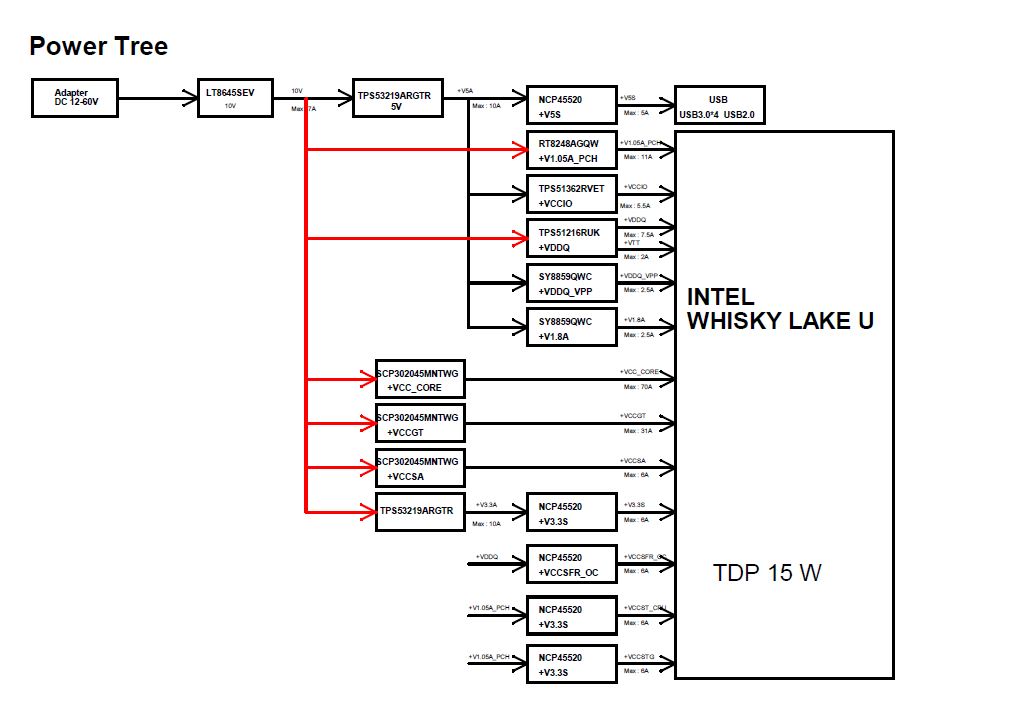 Power Tree
Adapter
DC 12-60V
LT8645SEV
10V
10V
Max : 7A
TPS53219ARGTR
5V
+V5A
Max : 10A
NCP45520
+V5S
+V5S
Max : 5A
USB
USB3.0*4 USB2.0
RT8248AGQW
+V1.05A_PCH
+V1.05A_PCH
Max : 11A
TPS51362RVET
+VCCIO
+VCCIO
Max : 5.5A
TPS51216RUK
+VDDQ
+VDDQ
Max : 7.5A
+VTT
Max : 2A
SY8859QWC
+VDDQ_VPP
+VDDQ_VPP
Max : 2.5A
SY8859QWC
+V1.8A
+V1.8A
Max : 2.5A
INTEL
WHISKY LAKE U
SCP302045MNTWG
+VCC_CORE
+VCC_CORE
Max : 70A
SCP302045MNTWG
+VCCGT
+VCCGT
Max : 31A
SCP302045MNTWG
+VCCSA
+VCCSA
Max : 6A
TPS53219ARGTR
+V3.3A
Max : 10A
NCP45520
+V3.3S
+V3.3S
Max : 6A
+VDDQ
NCP45520
+VCCSFR_OC
+VCCSFR_OC
Max : 6A
TDP 15 W
+V1.05A_PCH
NCP45520
+V3.3S
+VCCST_CPU
Max : 6A
+V1.05A_PCH
NCP45520
+V3.3S
+VCCSTG
Max : 6A